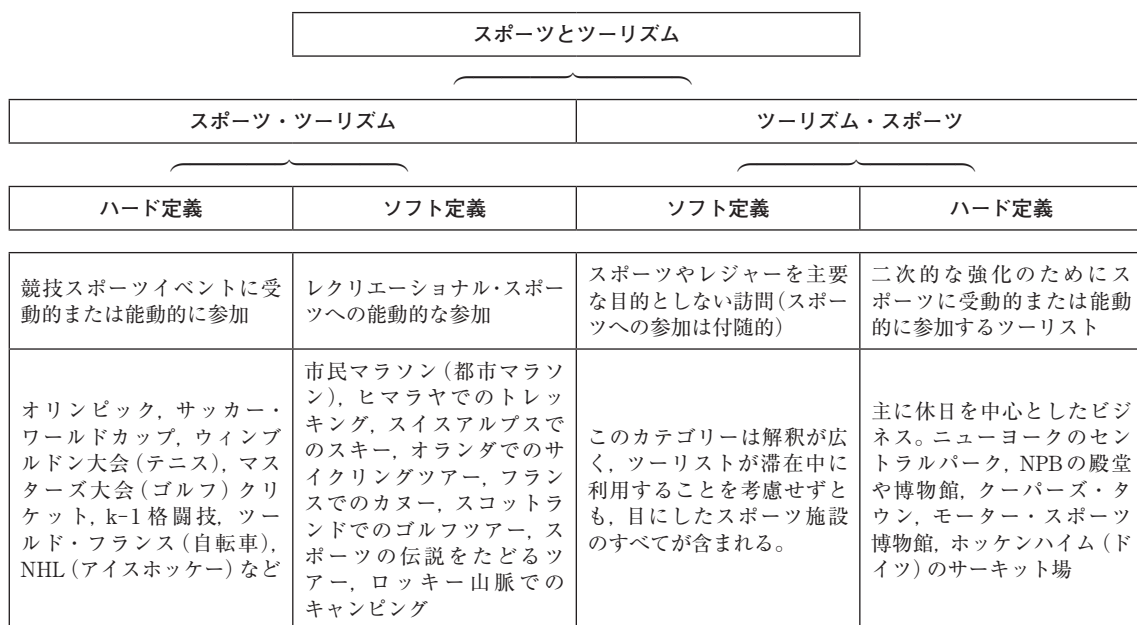 スポーツとツーリズム
スポーツ・ツーリズム
ツーリズム・スポーツ
ハード定義
ソフト定義
ソフト定義
ハード定義
競技スポーツイベントに受
動的または能動的に参加
レクリエーショナル・スポー
ツへの能動的な参加
スポーツやレジャーを主要
な目的としない訪問(スポー
ツへの参加は付随的)
二次的な強化のためにス
ポーツに受動的または能動
的に参加するツーリスト
オリンピック, サッカー・
ワールドカップ, ウィンブ
ルドン大会(テニス), マス
ターズ大会(ゴルフ)クリ
ケット, k-1格闘技, ツー
ルド・フランス(自転車),
NHL(アイスホッケー)など
市民マラソン(都市マラソ
ン), ヒマラヤでのトレッ
キング, スイスアルプスで
のスキー, オランダでのサ
イクリングツアー, フラン
スでのカヌー, スコットラ
ンドでのゴルフツアー, ス
ポーツの伝説をたどるツ
アー, ロッキー山脈での
キャンピング
このカテゴリーは解釈が広
く, ツーリストが滞在中に
利用することを考慮せずと
も, 目にしたスポーツ施設
のすべてが含まれる。
主に休日を中心としたビジ
ネス。ニューヨークのセン
トラルパーク, NPBの殿堂
や博物館, クーパーズ・タ
ウン, モーター・スポーツ
博物館, ホッケンハイム(ド
イツ)のサーキット場